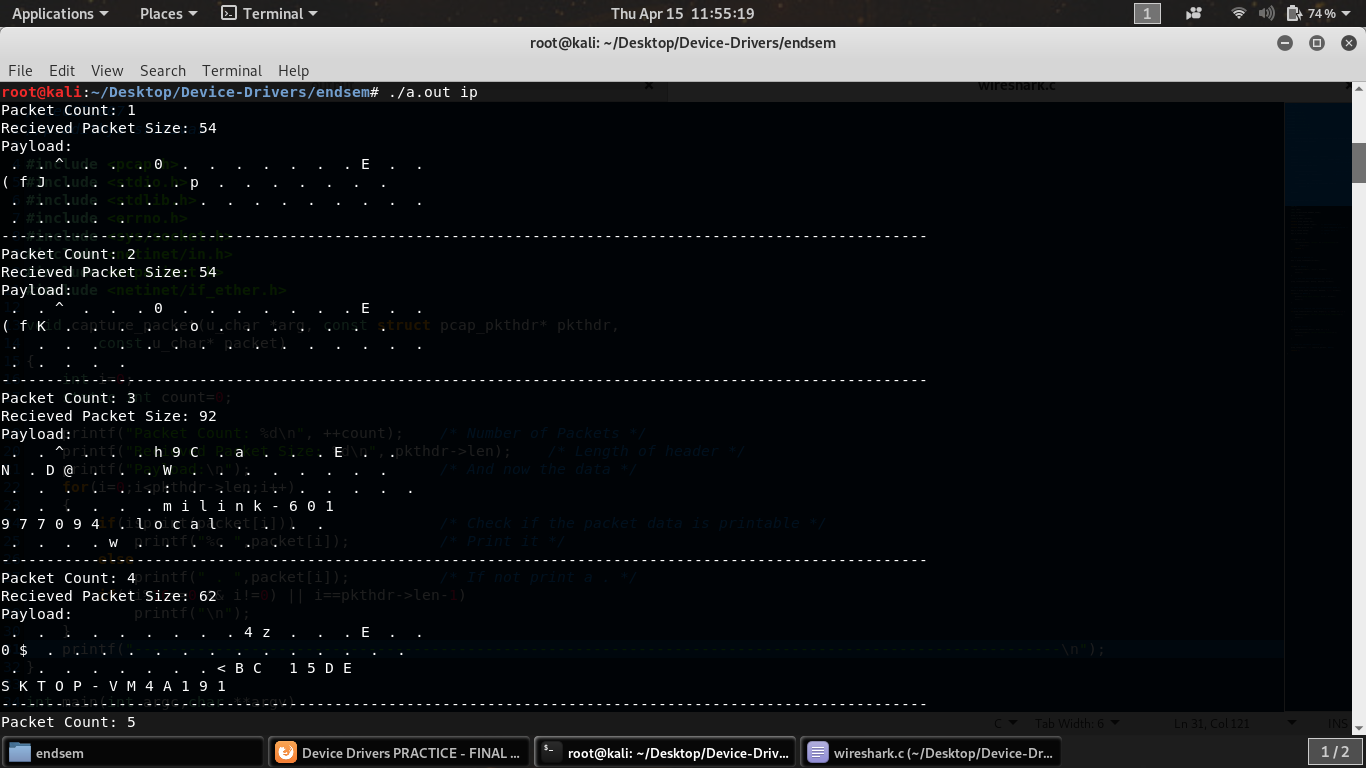 Applications Places Terminal Thu Apr 15 11:55:19 1 74%
root@kali: ~/Desktop/Device-Drivers/endsem
File Edit View Search Terminal Help
wireshark.c
root@kali:~/Desktop/Device-Drivers/endsem# ./a.out ip
Packet Count: 1
Recieved Packet Size: 54
Payload:
. . ^ . . . 0 . . . . . . . E . .
( f J . . . . . p . . . . . . .
. . . . . . . . . . . . . . . .
. . . . .
--------------------------------------------------------------------------------
Packet Count: 2
Recieved Packet Size: 54
Payload:
. . ^ . . . 0 . . . . . . . E . .
( f K . . . . . o . . . . . . .
. . . . . . . . . . . . . . . .
. . . . .
--------------------------------------------------------------------------------
Packet Count: 3
Recieved Packet Size: 92
Payload:
. . ^ . . . h 9 C . a . . . E . .
N . D @ . . . W . . . . . . . .
. . . . . . : . . . . . . . . .
. . . . . . m i l i n k - 6 0 1
9 7 7 0 9 4 . l o c a l . . . .
. . . . w . . . . . . .
--------------------------------------------------------------------------------
Packet Count: 4
Recieved Packet Size: 62
Payload:
. . . . . . . . . 4 z . . . E . .
0 $ . . . . . . . . . . . . . .
. . . . . . . . < B C   1 5 D E
S K T O P - V M 4 A 1 9 1
--------------------------------------------------------------------------------
Packet Count: 5
C Tab Width: 6 Ln 31, Col 121 INS
endsem Device Drivers PRACTICE - FINAL ... root@kali: ~/Desktop/Device-Driv... wireshark.c (~/Desktop/Device-Dr... 1 / 2